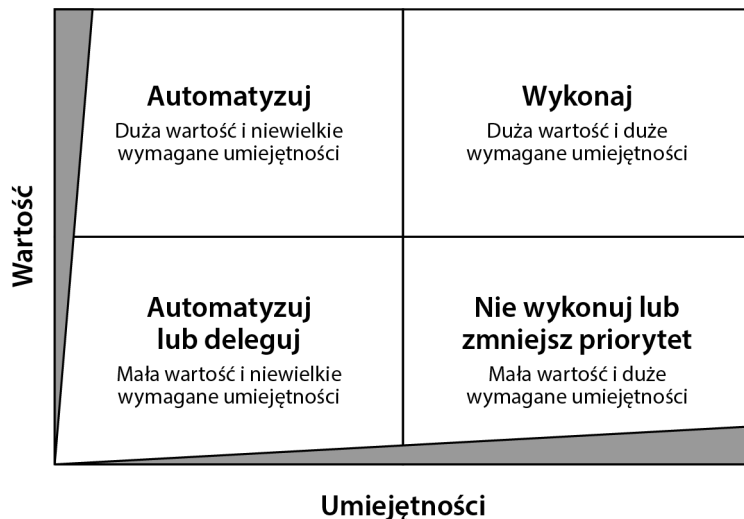 Automatyzuj
Duża wartość i niewielkie
wymagane umiejętności
Wykonaj
Duża wartość i duże
wymagane umiejętności
Wartość
Automatyzuj
lub deleguj
Mała wartość i niewielkie
wymagane umiejętności
Nie wykonuj lub
zmniejsz priorytet
Mała wartość i duże
wymagane umiejętności
Umiejętności